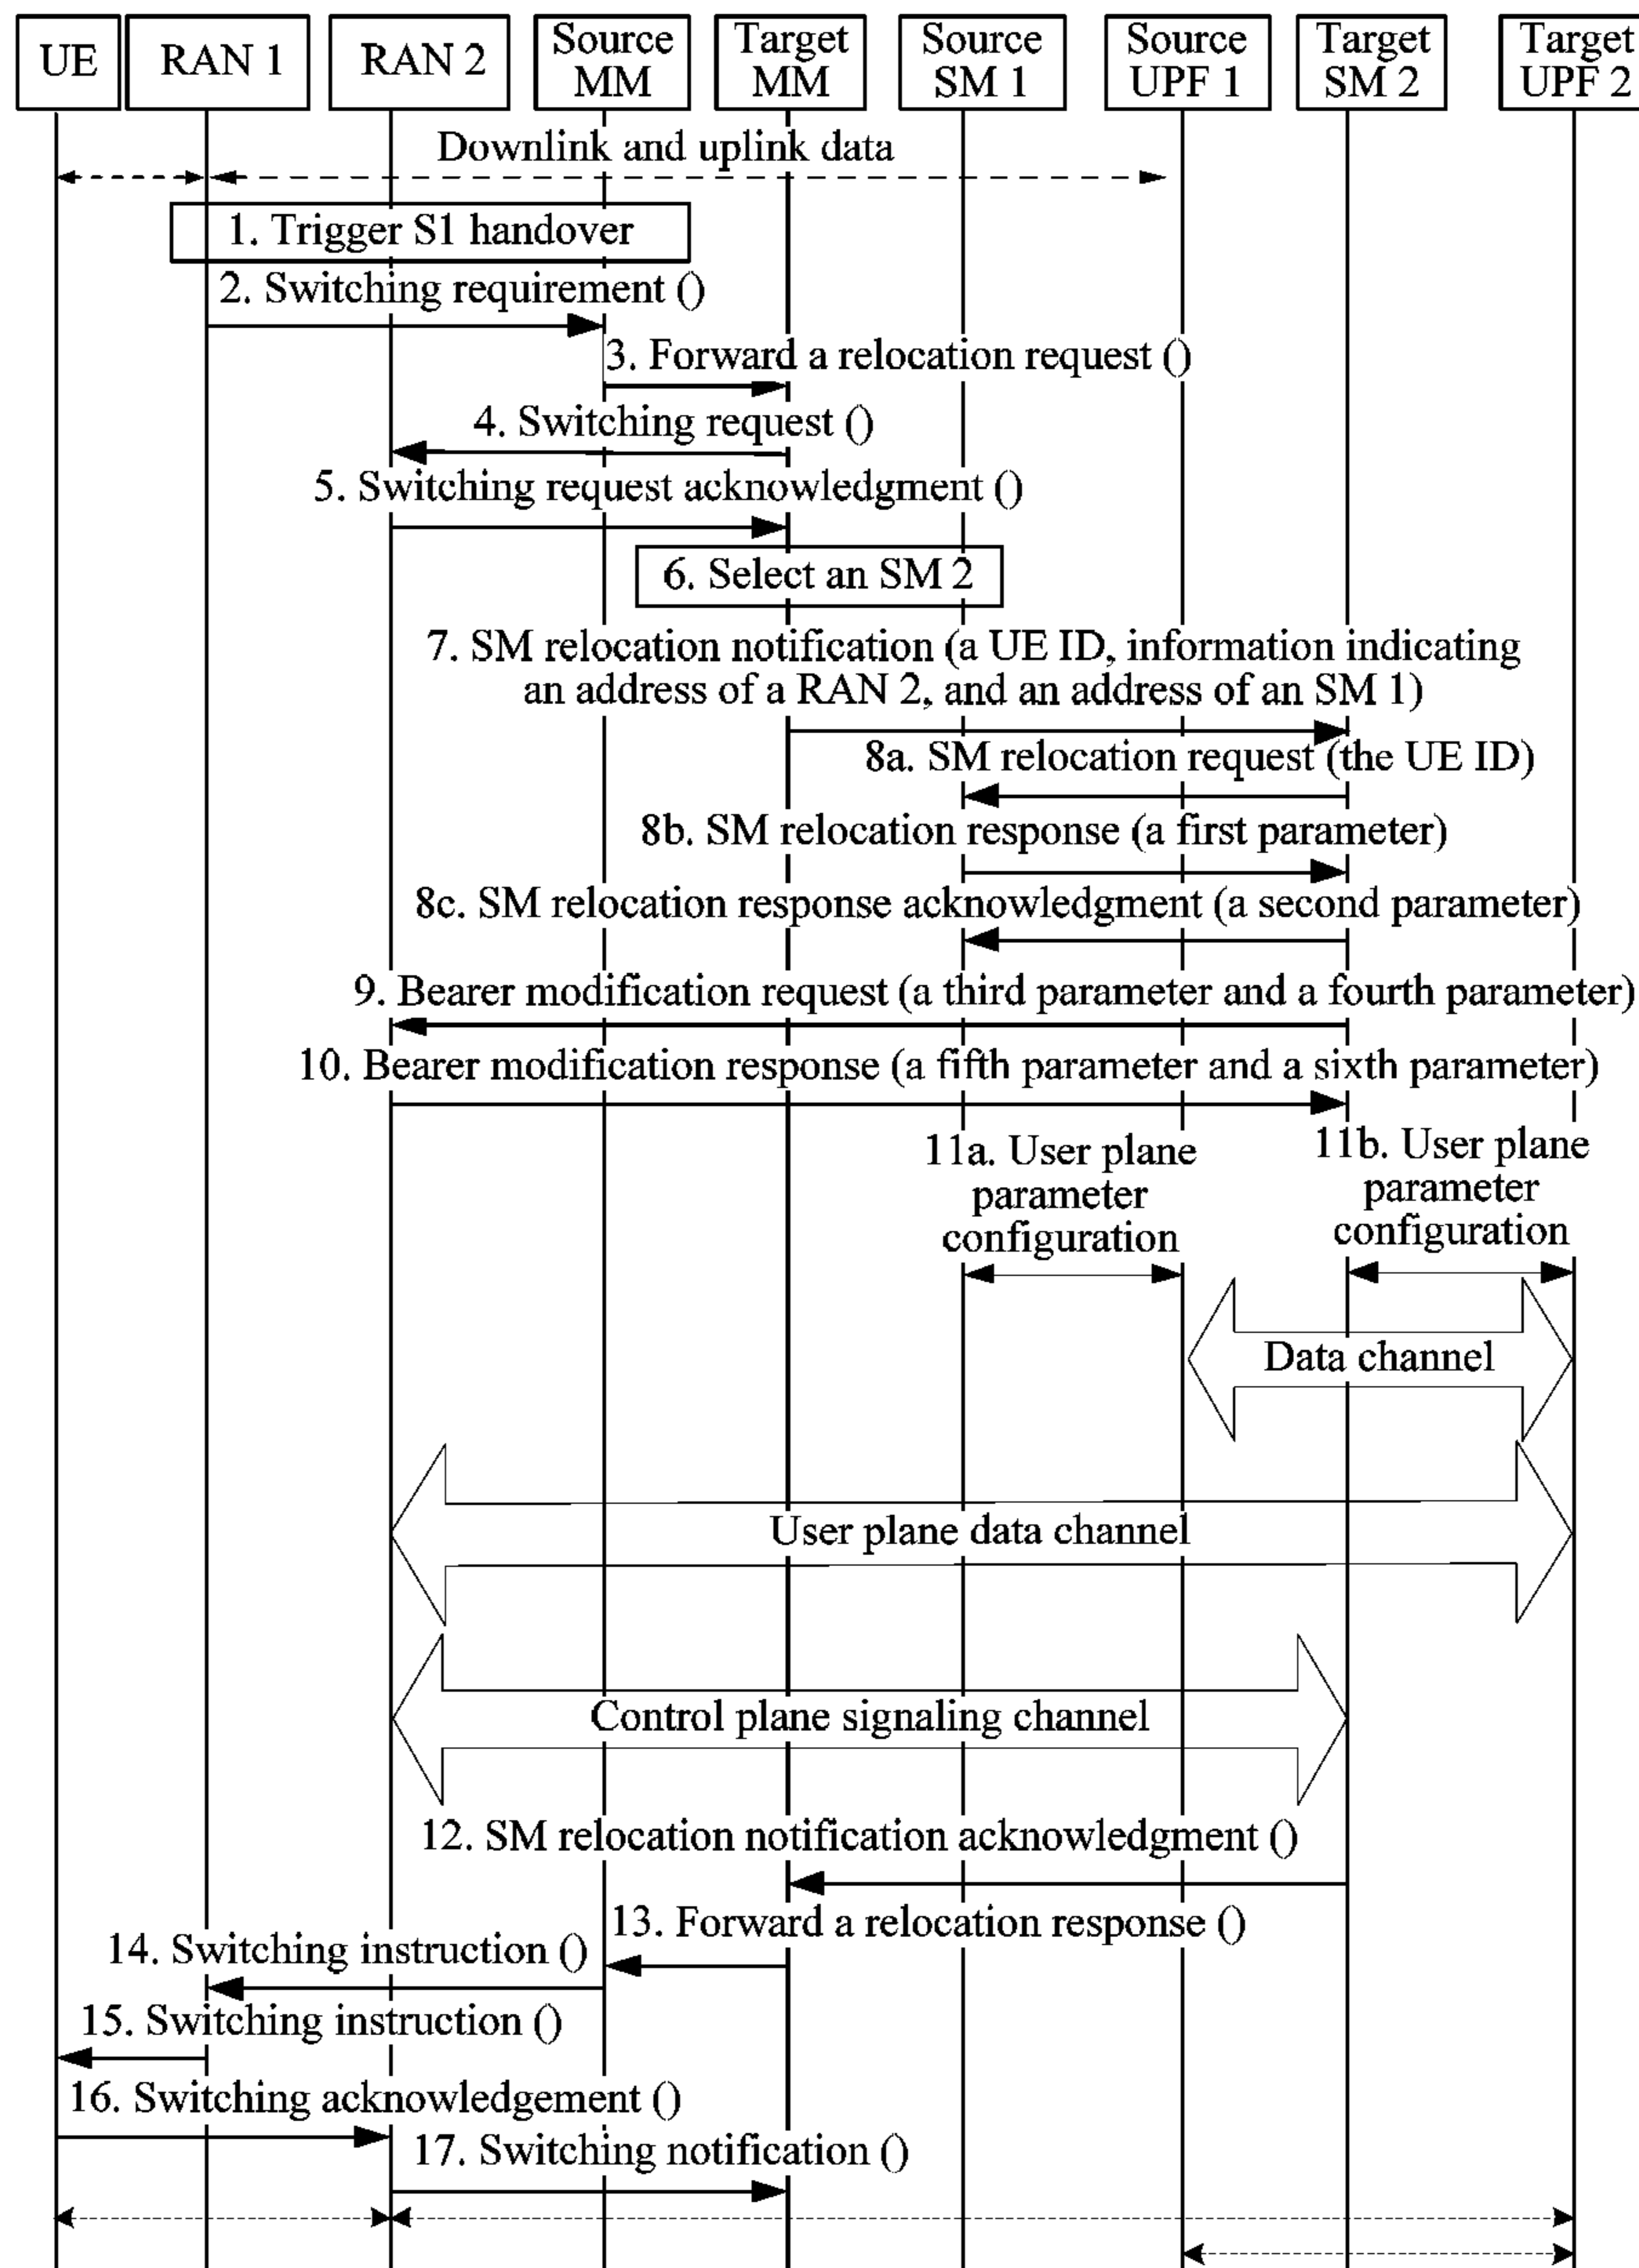 UE
RAN 1
RAN 2
Source
MM
Target
MM
Source
SM 1
Source
UPF 1
Target
SM 2
Target
UPF 2
Downlink and uplink data
1. Trigger S1 handover
2. Switching requirement ()
3. Forward a relocation request ()
4. Switching request ()
5. Switching request acknowledgment ()
6. Select an SM 2
7. SM relocation notification (a UE ID, information indicating
an address of a RAN 2, and an address of an SM 1)
8a. SM relocation request (the UE ID)
8b. SM relocation response (a first parameter)
8c. SM relocation response acknowledgment (a second parameter)
9. Bearer modification request (a third parameter and a fourth parameter)
10. Bearer modification response (a fifth parameter and a sixth parameter)
11a. User plane
parameter
configuration
11b. User plane
parameter
configuration
Data channel
User plane data channel
Control plane signaling channel
12. SM relocation notification acknowledgment ()
13. Forward a relocation response ()
14. Switching instruction ()
15. Switching instruction ()
16. Switching acknowledgement ()
17. Switching notification ()